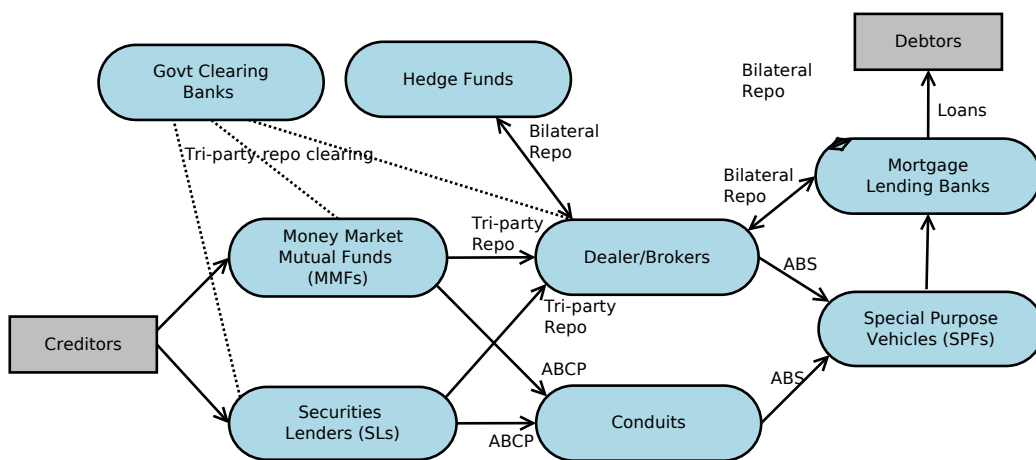 Debtors
Govt Clearing
Banks
Hedge Funds
Bilateral
Repo
Loans
Bilateral
Repo
Tri-party repo clearing
Mortgage
Lending Banks
Bilateral
Repo
Money Market
Mutual Funds
(MMFs)
Tri-party
Repo
Dealer/Brokers
ABS
Tri-party
Repo
Special Purpose
Vehicles (SPFs)
Creditors
ABCP
ABS
Securities
Lenders (SLs)
ABCP
Conduits